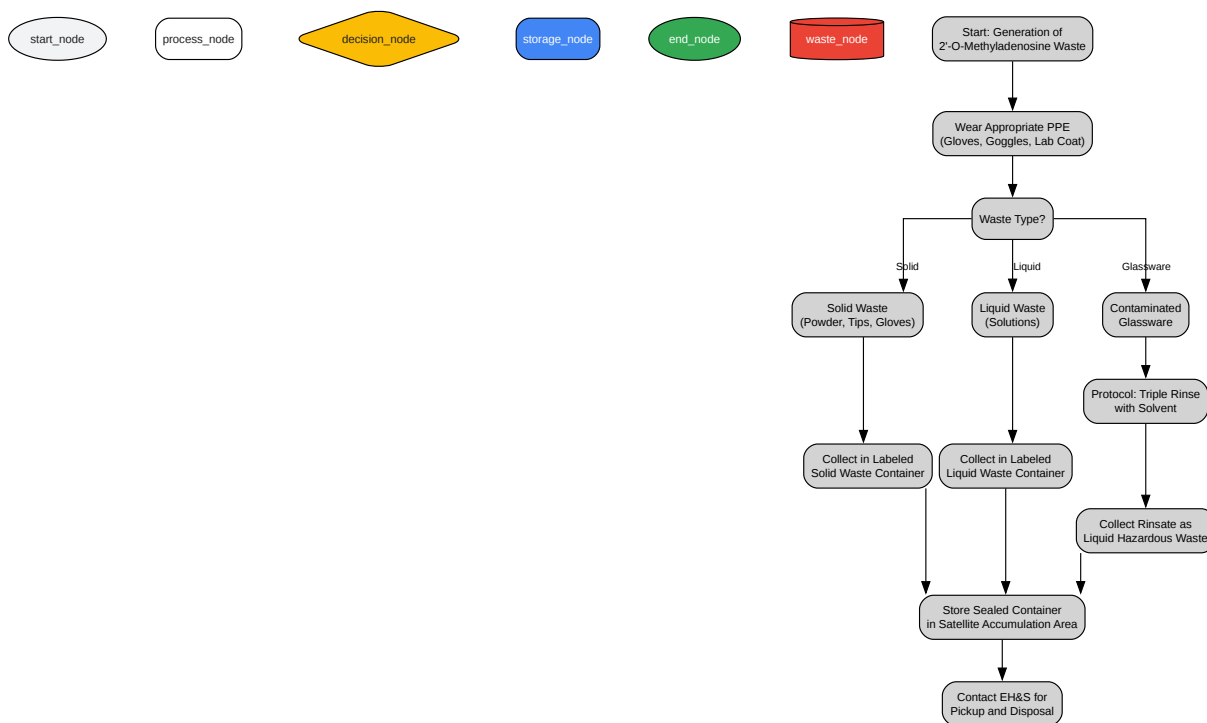 start_node
process_node
decision_node
storage_node
end_node
waste_node
Start: Generation of
2'-O-Methyladenosine Waste
Wear Appropriate PPE
(Gloves, Goggles, Lab Coat)
Waste Type?
Solid
Liquid
Glassware
Solid Waste
(Powder, Tips, Gloves)
Liquid Waste
(Solutions)
Contaminated
Glassware
Protocol: Triple Rinse
with Solvent
Collect in Labeled
Solid Waste Container
Collect in Labeled
Liquid Waste Container
Collect Rinsate as
Liquid Hazardous Waste
Store Sealed Container
in Satellite Accumulation Area
Contact EH&S for
Pickup and Disposal